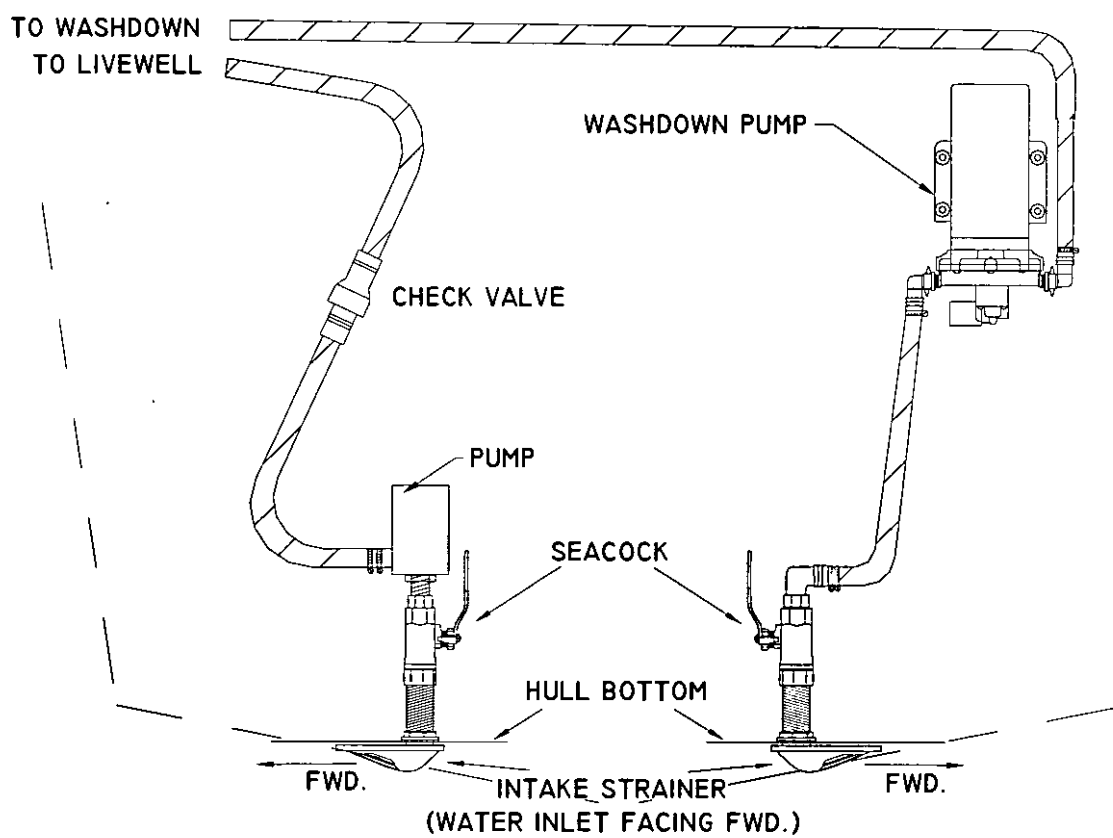 TO WASHDOWN
TO LIVEWELL
WASHDOWN PUMP
CHECK VALVE
PUMP
SEACOCK
HULL BOTTOM
FWD.
INTAKE STRAINER
FWD.
(WATER INLET FACING FWD.)